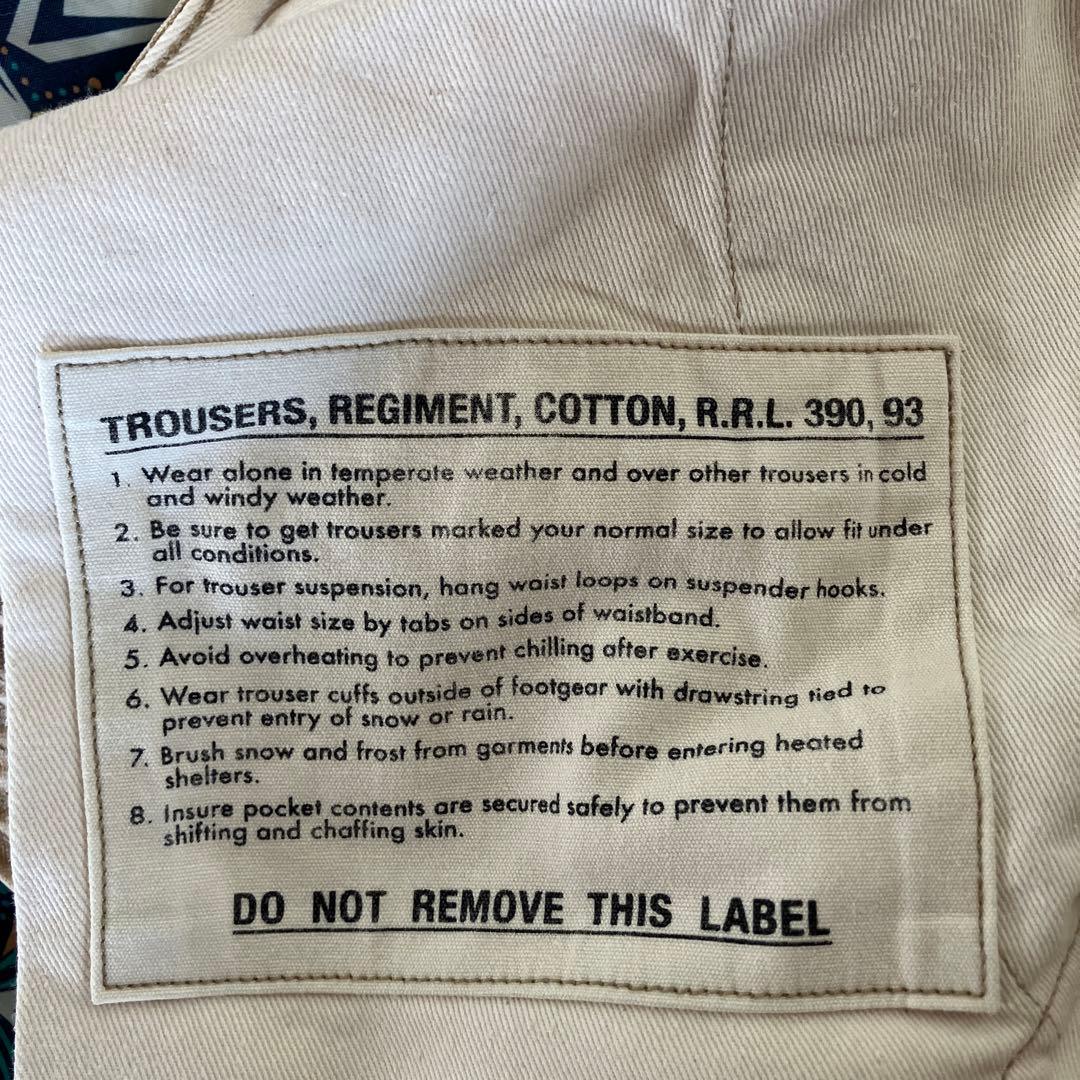 TROUSERS, REGIMENT, COTTON, R.R.L. 390, 93
1. Wear alone in temperate weather and over other trousers in cold
and windy weather.
2. Be sure to get trousers marked your normal size to allow fit under
all conditions.
3. For trouser suspension, hang waist loops on suspender hooks.
4. Adjust waist size by tabs on sides of waistband.
5. Avoid overheating to prevent chilling after exercise.
6. Wear trouser cuffs outside of footgear with drawstring tied to
prevent entry of snow or rain.
7. Brush snow and frost from garments before entering heated
shelters.
8. Insure pocket contents are secured safely to prevent them from
shifting and chaffing skin.
DO NOT REMOVE THIS LABEL